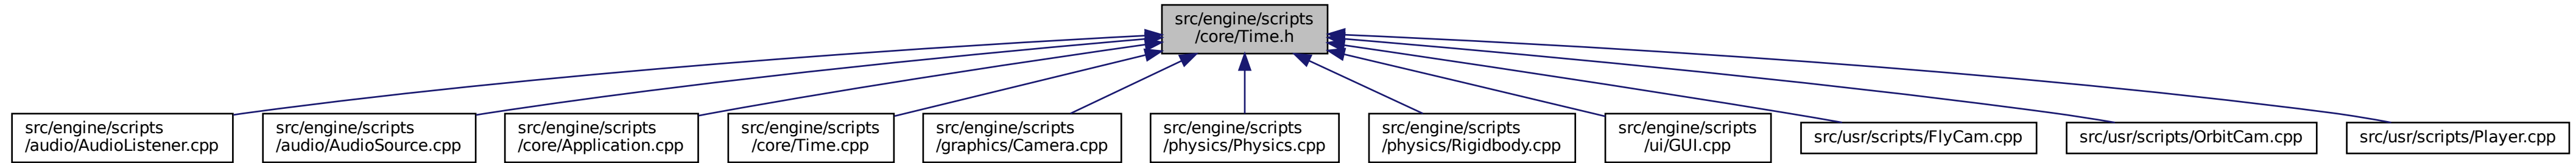 src/engine/scripts
/core/Time.h
src/engine/scripts
/audio/AudioListener.cpp
src/engine/scripts
/audio/AudioSource.cpp
src/engine/scripts
/core/Application.cpp
src/engine/scripts
/core/Time.cpp
src/engine/scripts
/graphics/Camera.cpp
src/engine/scripts
/physics/Physics.cpp
src/engine/scripts
/physics/Rigidbody.cpp
src/engine/scripts
/ui/GUI.cpp
src/usr/scripts/FlyCam.cpp
src/usr/scripts/OrbitCam.cpp
src/usr/scripts/Player.cpp